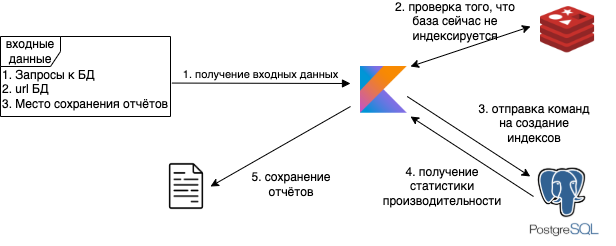 входные
данные
1. Запросы к БД
2. url БД
3. Место сохранения отчётов
1. получение входных данных
2. проверка того, что
база сейчас не
индексируется
3. отправка команд
на создание
индексов
4. получение
статистики
производительности
5. сохранение
отчётов
PostgreSQL